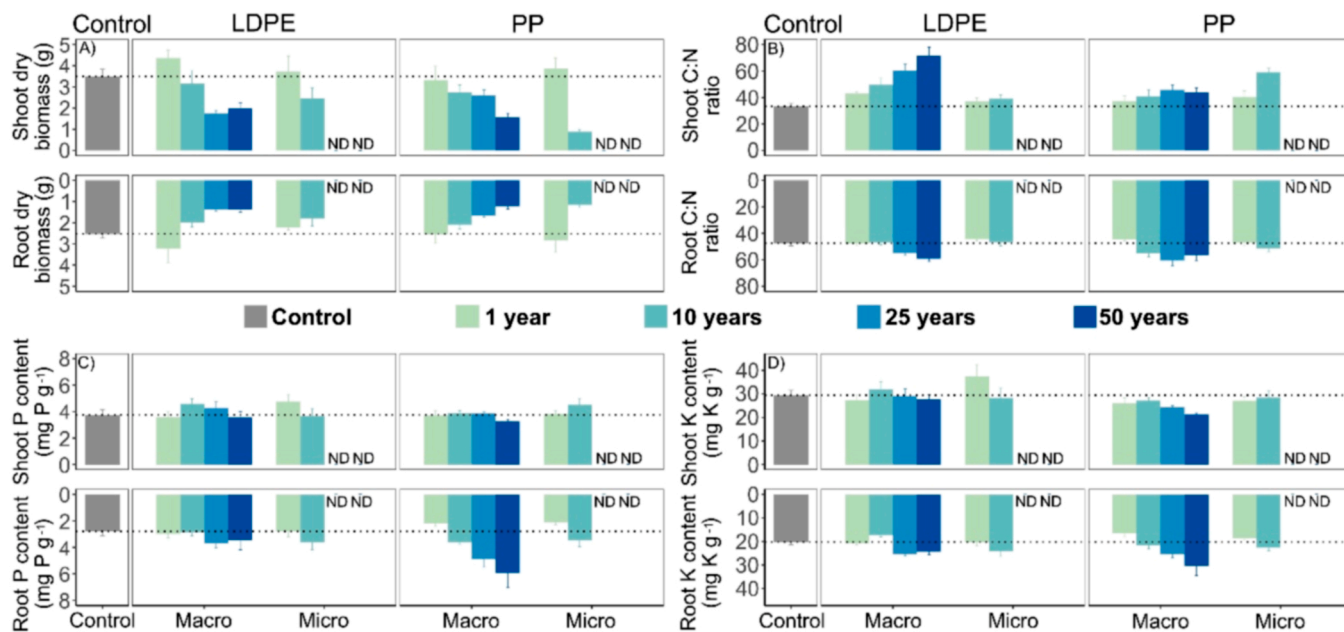 Control LDPE PP
A)
Shoot dry
biomass (g)
5
4
3
2
1
0
ND ND
ND ND
Root dry
biomass (g)
0
1
2
3
4
5
ND ND
ND ND
Control LDPE PP
B)
Shoot C:N
ratio
80
60
40
20
0
ND ND
ND ND
Root C:N
ratio
0
20
40
60
80
ND ND
ND ND
Control 1 year 10 years 25 years 50 years
C)
Shoot P content
(mg P g⁻¹)
8
6
4
2
0
ND ND
ND ND
Root P content
(mg P g⁻¹)
0
2
4
6
8
ND ND
ND ND
Control Macro Micro Macro Micro
D)
Shoot K content
(mg K g⁻¹)
40
30
20
10
0
ND ND
ND ND
Root K content
(mg K g⁻¹)
0
10
20
30
40
ND ND
ND ND
Control Macro Micro Macro Micro